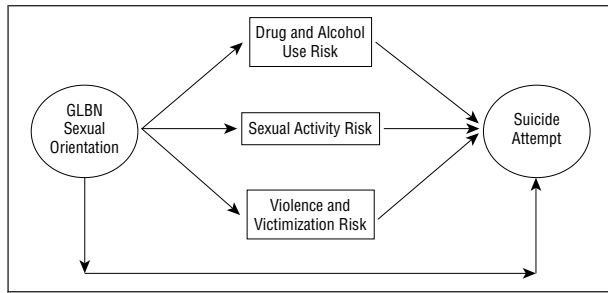 Drug and Alcohol
Use Risk
GLBN
Sexual
Orientation
Sexual Activity Risk
Suicide
Attempt
Violence and
Victimization Risk